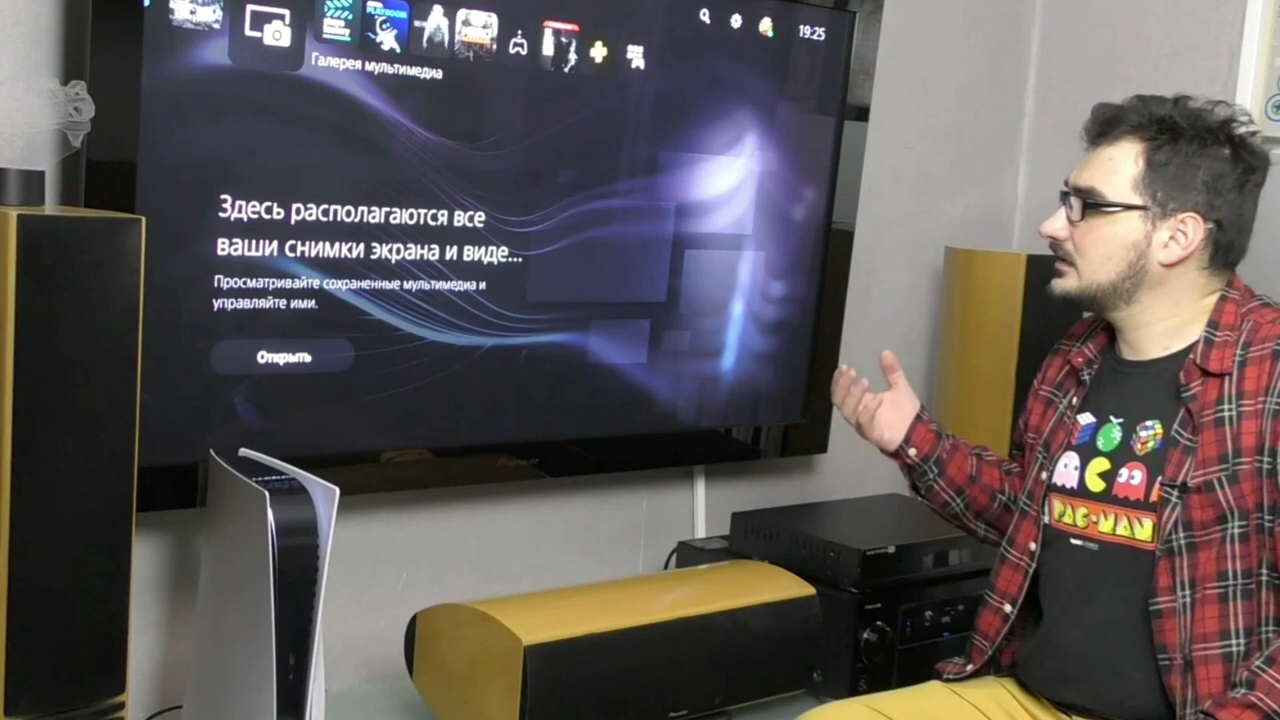 PLAYROOM
19:25
Галерея мультимедиа
Здесь располагаются все
ваши снимки экрана и виде...
Просматривайте сохраненные мультимедиа и
управляйте ими.
Открыть
PAC-MAN